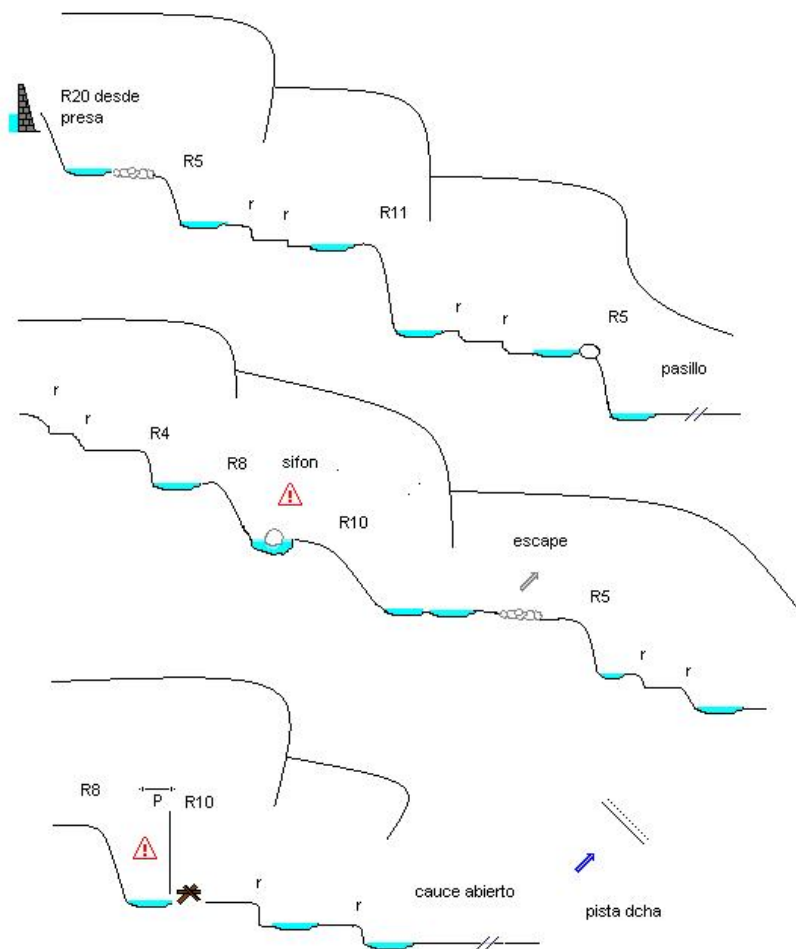 R20 desde
presa
R5
r
r
R11
r
r
R5
pasillo
r
r
R4
R8
sifon
!
R10
escape
R5
r
r
R8
P
R10
!
r
r
cauce abierto
pista dcha